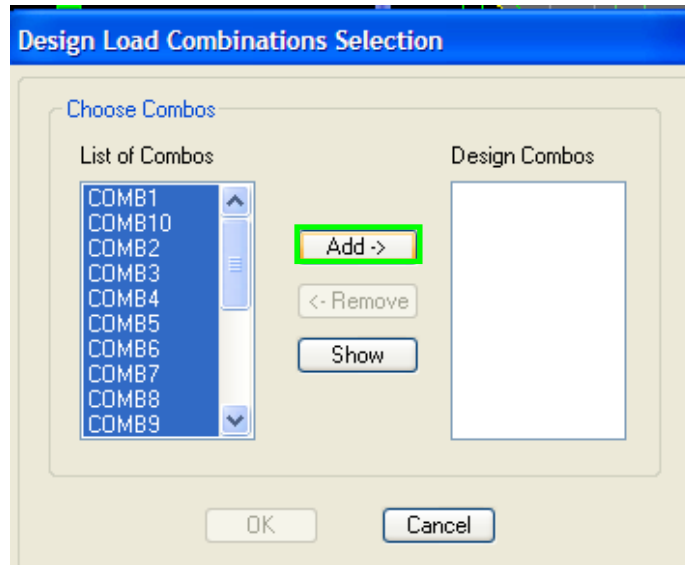 Design Load Combinations Selection
Choose Combos
List of Combos
Design Combos
COMB1
COMB10
COMB2
COMB3
COMB4
COMB5
COMB6
COMB7
COMB8
COMB9
Add ->
<- Remove
Show
OK
Cancel